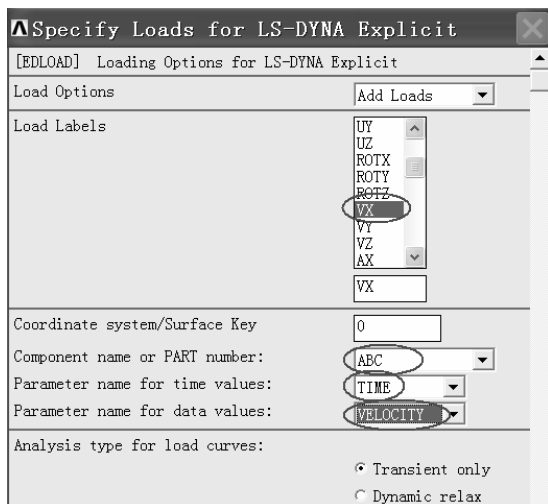 Specify Loads for LS-DYNA Explicit
[EDLOAD] Loading Options for LS-DYNA Explicit
Load Options Add Loads
Load Labels
UY
UZ
ROTX
ROTY
ROTZ
VX
VY
VZ
AX
VX
Coordinate system/Surface Key 0
Component name or PART number: ABC
Parameter name for time values: TIME
Parameter name for data values: VELOCITY
Analysis type for load curves:
Transient only
Dynamic relax